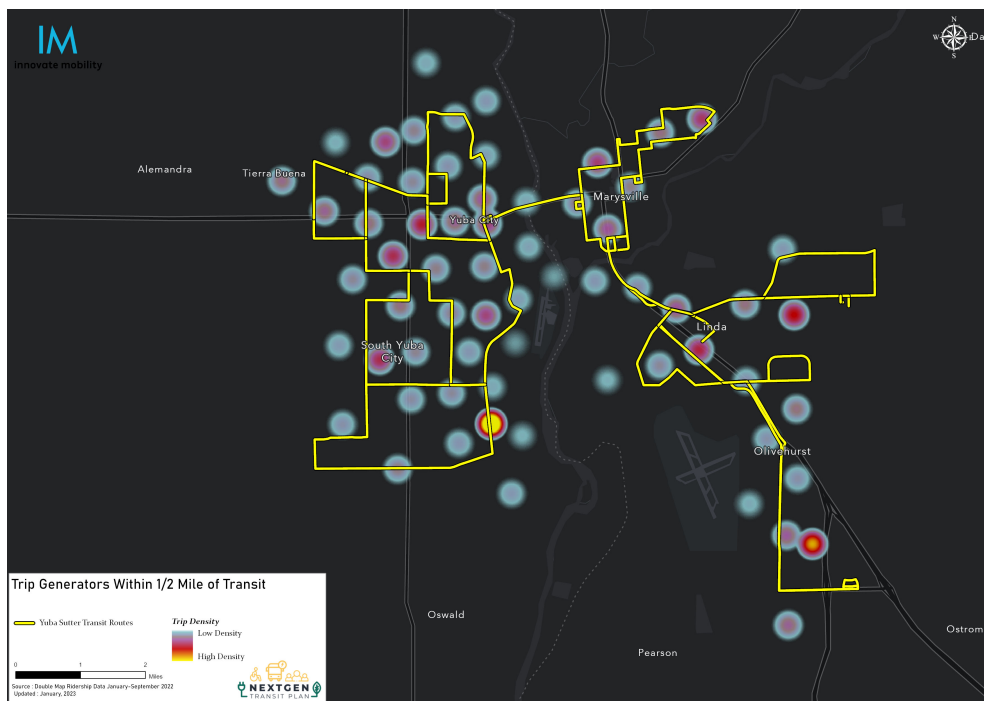 IM
innovate mobility
N
W
E
S
Da
Alemandra
Tierra Buena
Yuba City
Marysville
Linda
South Yuba
City
Olivehurst
Oswald
Pearson
Ostrom
Trip Generators Within 1/2 Mile of Transit
Yuba Sutter Transit Routes
Trip Density
Low Density
High Density
0 1 2
Miles
Source : Double Map Ridership Data January-September 2022
Updated : January, 2023
NEXTGEN
TRANSIT PLAN